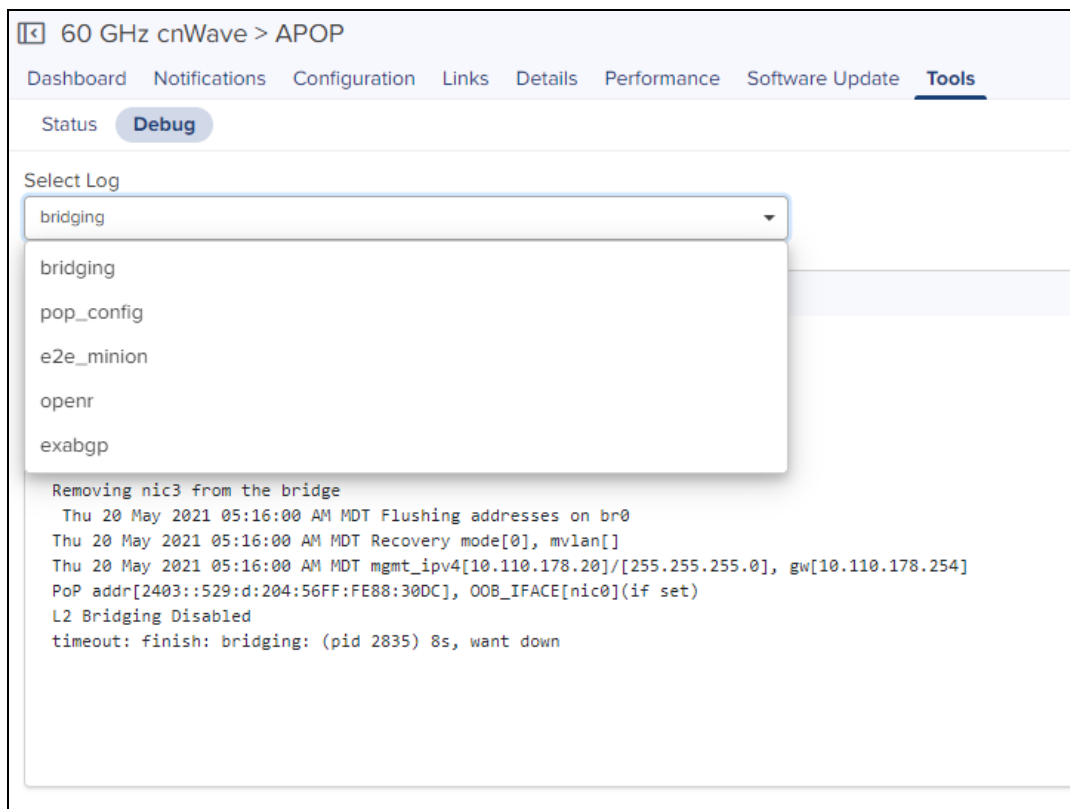 60 GHz cnWave > APOP
Dashboard Notifications Configuration Links Details Performance Software Update Tools
Status Debug
Select Log
bridging
bridging
pop_config
e2e_minion
openr
exabgp
Removing nic3 from the bridge
Thu 20 May 2021 05:16:00 AM MDT Flushing addresses on br0
Thu 20 May 2021 05:16:00 AM MDT Recovery mode[0], mvlan[]
Thu 20 May 2021 05:16:00 AM MDT mgmt_ipv4[10.110.178.20]/[255.255.255.0], gw[10.110.178.254]
PoP addr[2403::529:d:204:56FF:FE88:30DC], OOB_IFACE[nic0](if set)
L2 Bridging Disabled
timeout: finish: bridging: (pid 2835) 8s, want down